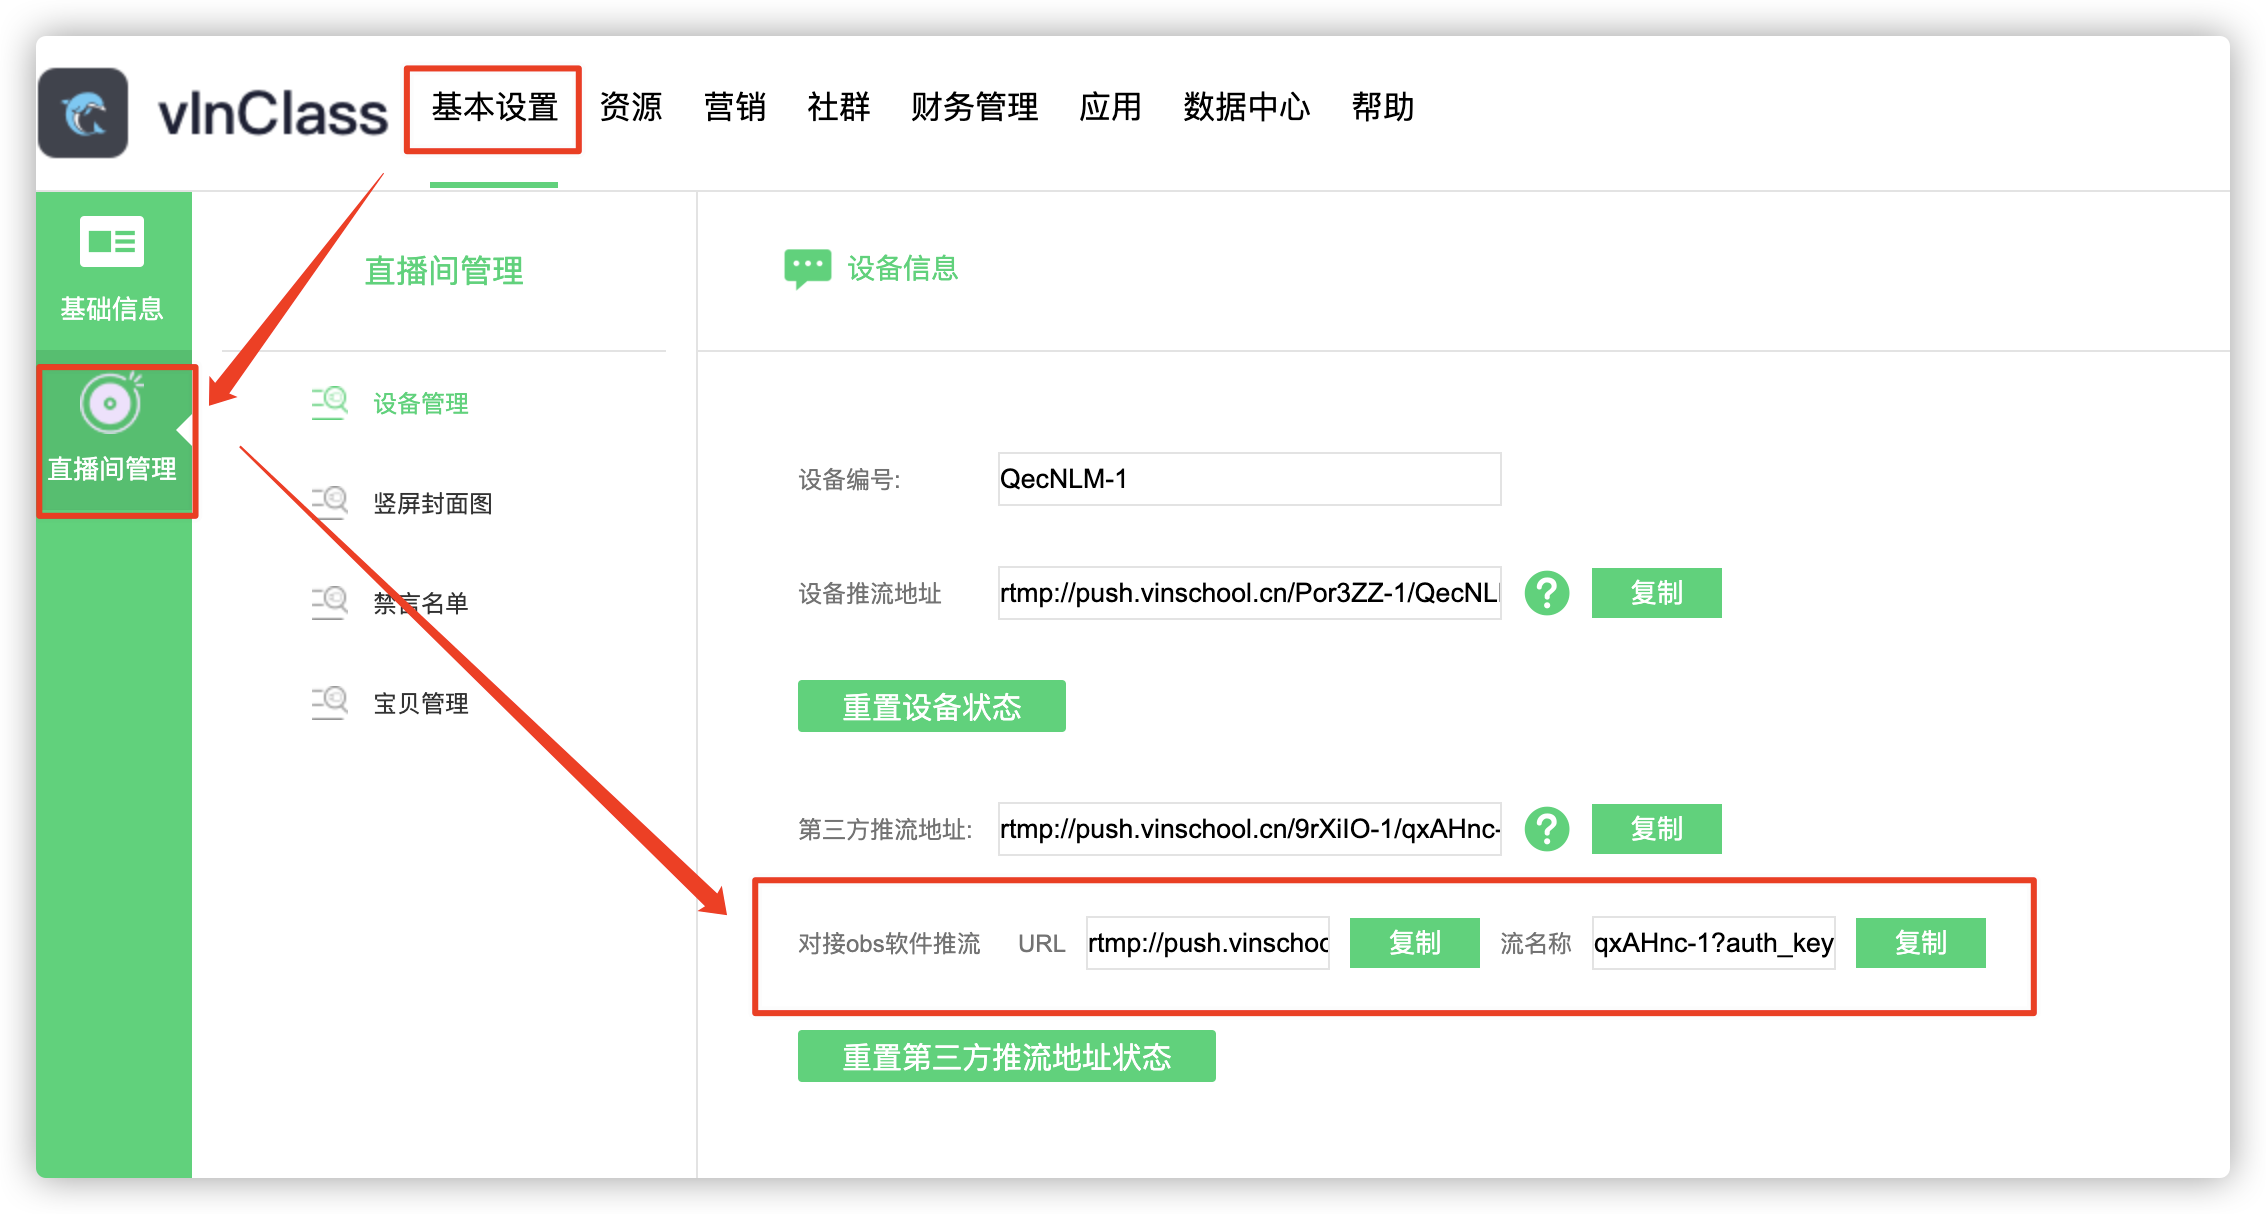 vInClass
基本设置 资源 营销 社群 财务管理 应用 数据中心 帮助
基础信息
直播间管理
直播间管理
设备管理
竖屏封面图
禁言名单
宝贝管理
设备信息
设备编号: QecNLM-1
设备推流地址 rtmp://push.vinschool.cn/Por3ZZ-1/QecNL ? 复制
重置设备状态
第三方推流地址: rtmp://push.vinschool.cn/9rXiIO-1/qxAHnc- ? 复制
对接obs软件推流 URL rtmp://push.vinschoo 复制 流名称 qxAHnc-1?auth_key 复制
重置第三方推流地址状态